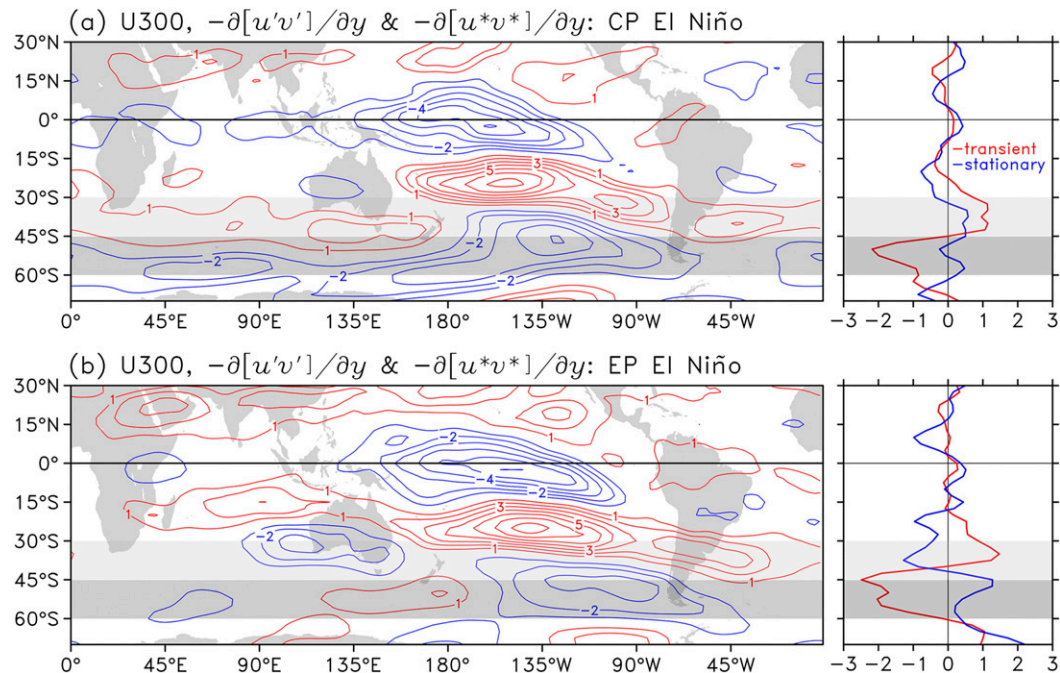 (a) U300, −∂[u'v']/∂y & −∂[u*v*]/∂y: CP El Niño
30°N
15°N
0°
15°S
30°S
45°S
60°S
1
1
1
−4
−2
3
5
1
3
1
1
1
−2
−2
−2
transient
stationary
0° 45°E 90°E 135°E 180° 135°W 90°W 45°W
−3 −2 −1 0 1 2 3
(b) U300, −∂[u'v']/∂y & −∂[u*v*]/∂y: EP El Niño
30°N
15°N
0°
15°S
30°S
45°S
60°S
1
1
1
1
−2
−4
−2
1
3
5
1
−2
1
3
1
1
−2
0° 45°E 90°E 135°E 180° 135°W 90°W 45°W
−3 −2 −1 0 1 2 3